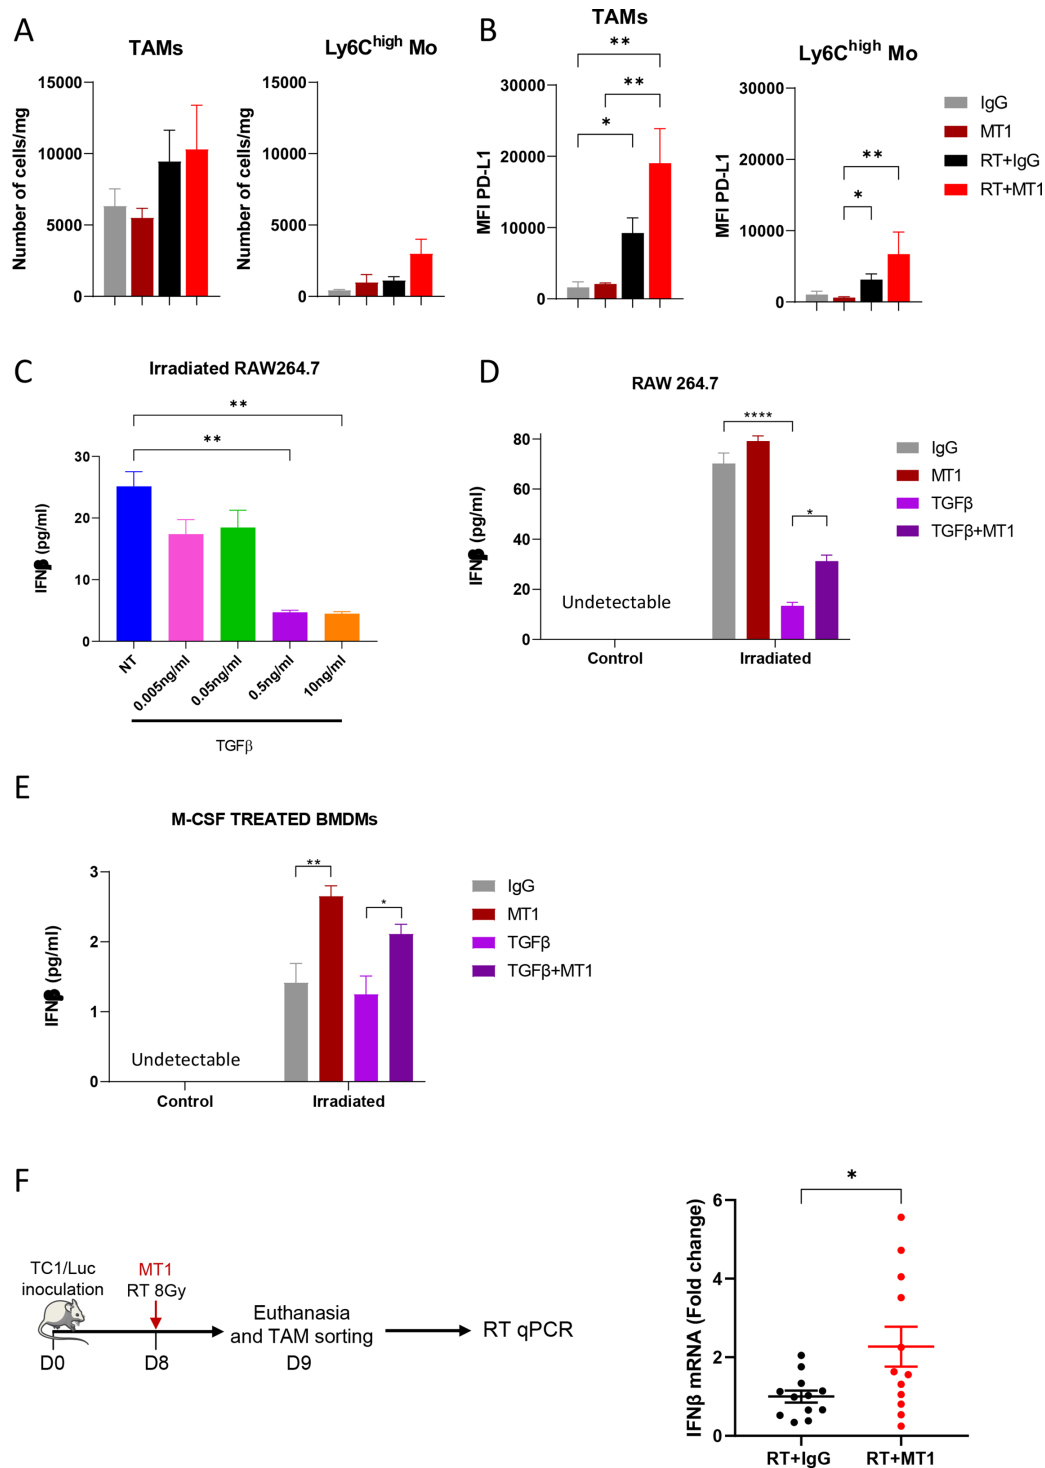 A
TAMs
Ly6Chigh Mo
Number of cells/mg
15000
10000
5000
0
Number of cells/mg
15000
10000
5000
0
B
TAMs
Ly6Chigh Mo
MFI PD-L1
30000
20000
10000
0
**
**
*
MFI PD-L1
30000
20000
10000
0
**
*
IgG
MT1
RT+IgG
RT+MT1
C
Irradiated RAW264.7
**
**
IFNβ (pg/ml)
30
20
10
0
NT
0.005ng/ml
0.05ng/ml
0.5ng/ml
10ng/ml
TGFβ
D
RAW 264.7
****
*
IFNβ (pg/ml)
80
60
40
20
0
Undetectable
Control
Irradiated
IgG
MT1
TGFβ
TGFβ+MT1
E
M-CSF TREATED BMDMs
**
*
IFNβ (pg/ml)
3
2
1
0
Undetectable
Control
Irradiated
IgG
MT1
TGFβ
TGFβ+MT1
F
TC1/Luc
inoculation
MT1
RT 8Gy
Euthanasia
and TAM sorting
RT qPCR
D0
D8
D9
*
IFNβ mRNA (Fold change)
6
4
2
0
RT+IgG
RT+MT1